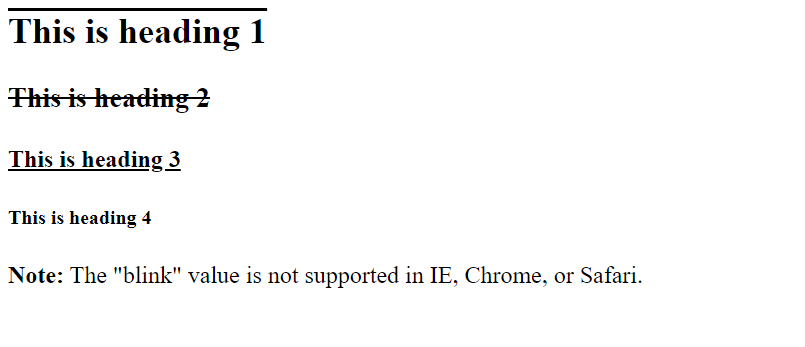 This is heading 1
This is heading 2
This is heading 3
This is heading 4
Note: The "blink" value is not supported in IE, Chrome, or Safari.